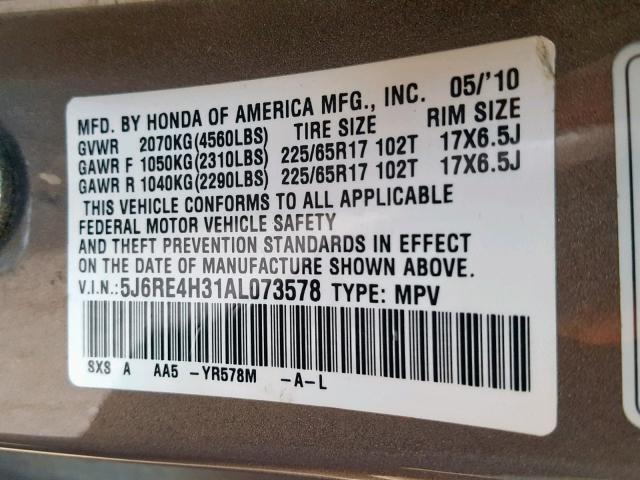 MFD. BY HONDA OF AMERICA MFG., INC. 05/'10
GVWR 2070KG(4560LBS) TIRE SIZE RIM SIZE
GAWR F 1050KG(2310LBS) 225/65R17 102T 17X6.5J
GAWR R 1040KG(2290LBS) 225/65R17 102T 17X6.5J
THIS VEHICLE CONFORMS TO ALL APPLICABLE
FEDERAL MOTOR VEHICLE SAFETY
AND THEFT PREVENTION STANDARDS IN EFFECT
ON THE DATE OF MANUFACTURE SHOWN ABOVE.
V.I.N.:5J6RE4H31AL073578 TYPE: MPV
SXS A AA5 -YR578M -A-L